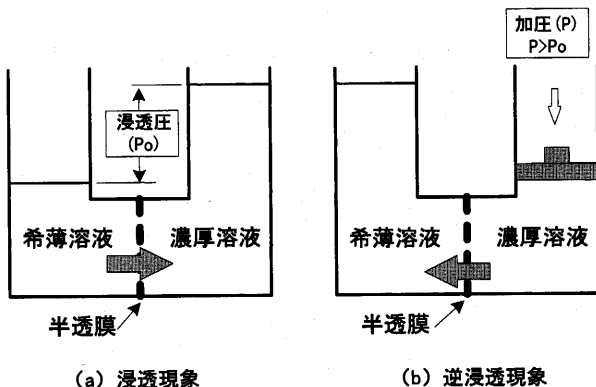 加圧(P)
P>Po
浸透圧
(Po)
希薄溶液
濃厚溶液
半透膜
(a) 浸透現象
希薄溶液
濃厚溶液
半透膜
(b) 逆浸透現象